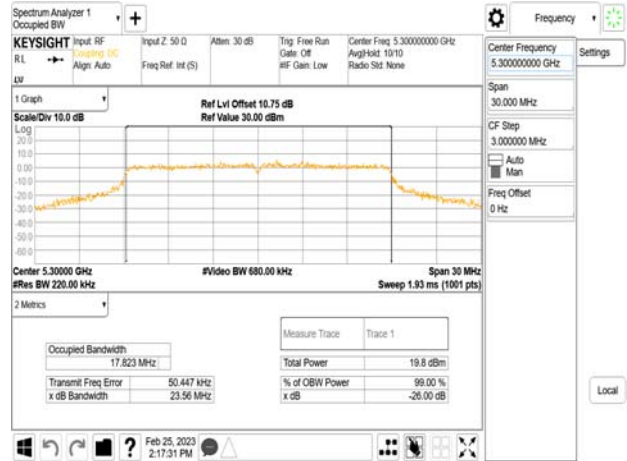 Spectrum Analyzer 1
Occupied BW
Frequency
KEYSIGHT
Input: RF
Coupling: DC
Align: Auto
Input Z: 50 Ω
Freq Ref: Int (S)
Atten: 30 dB
Trig: Free Run
Gate: Off
#IF Gain: Low
Center Freq: 5.300000000 GHz
Avg|Hold: 10/10
Radio Std: None
RL
1 Graph
Scale/Div 10.0 dB
Ref Lvl Offset 10.75 dB
Ref Value 30.00 dBm
Log
20.0
10.0
0.00
-10.0
-20.0
-30.0
-40.0
-50.0
-60.0
Center 5.30000 GHz
#Res BW 220.00 kHz
#Video BW 680.00 kHz
Span 30 MHz
Sweep 1.93 ms (1001 pts)
2 Metrics
Measure Trace Trace 1
Occupied Bandwidth
17.823 MHz
Total Power 19.8 dBm
Transmit Freq Error 50.447 kHz
% of OBW Power 99.00 %
x dB Bandwidth 23.56 MHz
x dB -26.00 dB
Center Frequency
5.300000000 GHz
Settings
Span
30.000 MHz
CF Step
3.000000 MHz
Auto
Man
Freq Offset
0 Hz
Local
Feb 25, 2023
2:17:31 PM